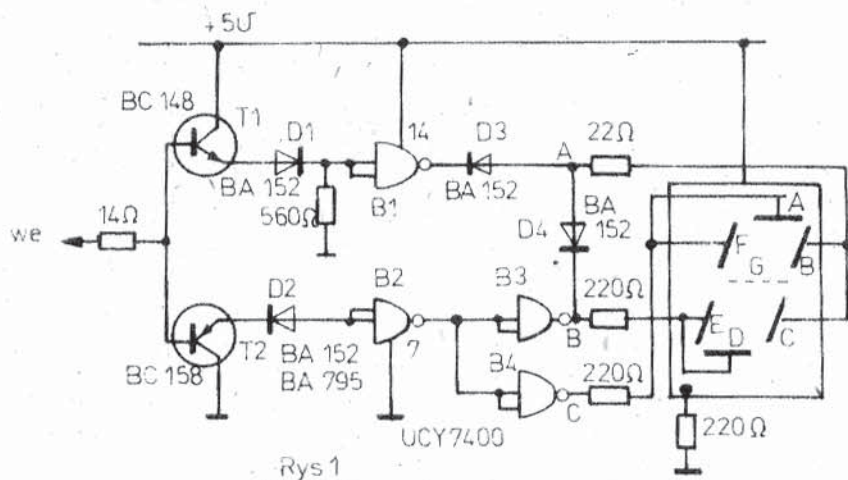 +5V
BC 148
T1
D1
14
D3
A
22Ω
BA 152
B1
BA 152
560Ω
BA 152
D4
14Ω
we
A
F
B
G
D2
B2
B3
220Ω
E
C
D
B
7
T2
BA 152
BA 795
B4
220Ω
C
BC 158
UCY7400
220Ω
Rys 1